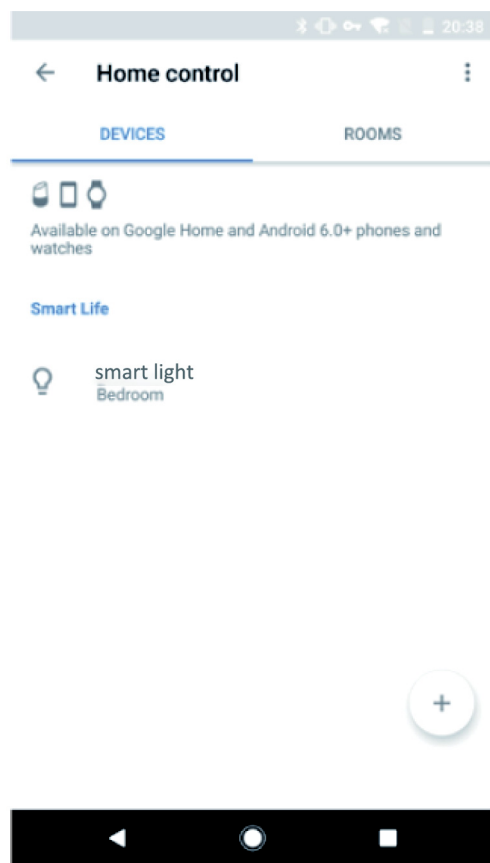 20:38
Home control
DEVICES
ROOMS
Available on Google Home and Android 6.0+ phones and
watches
Smart Life
smart light
Bedroom